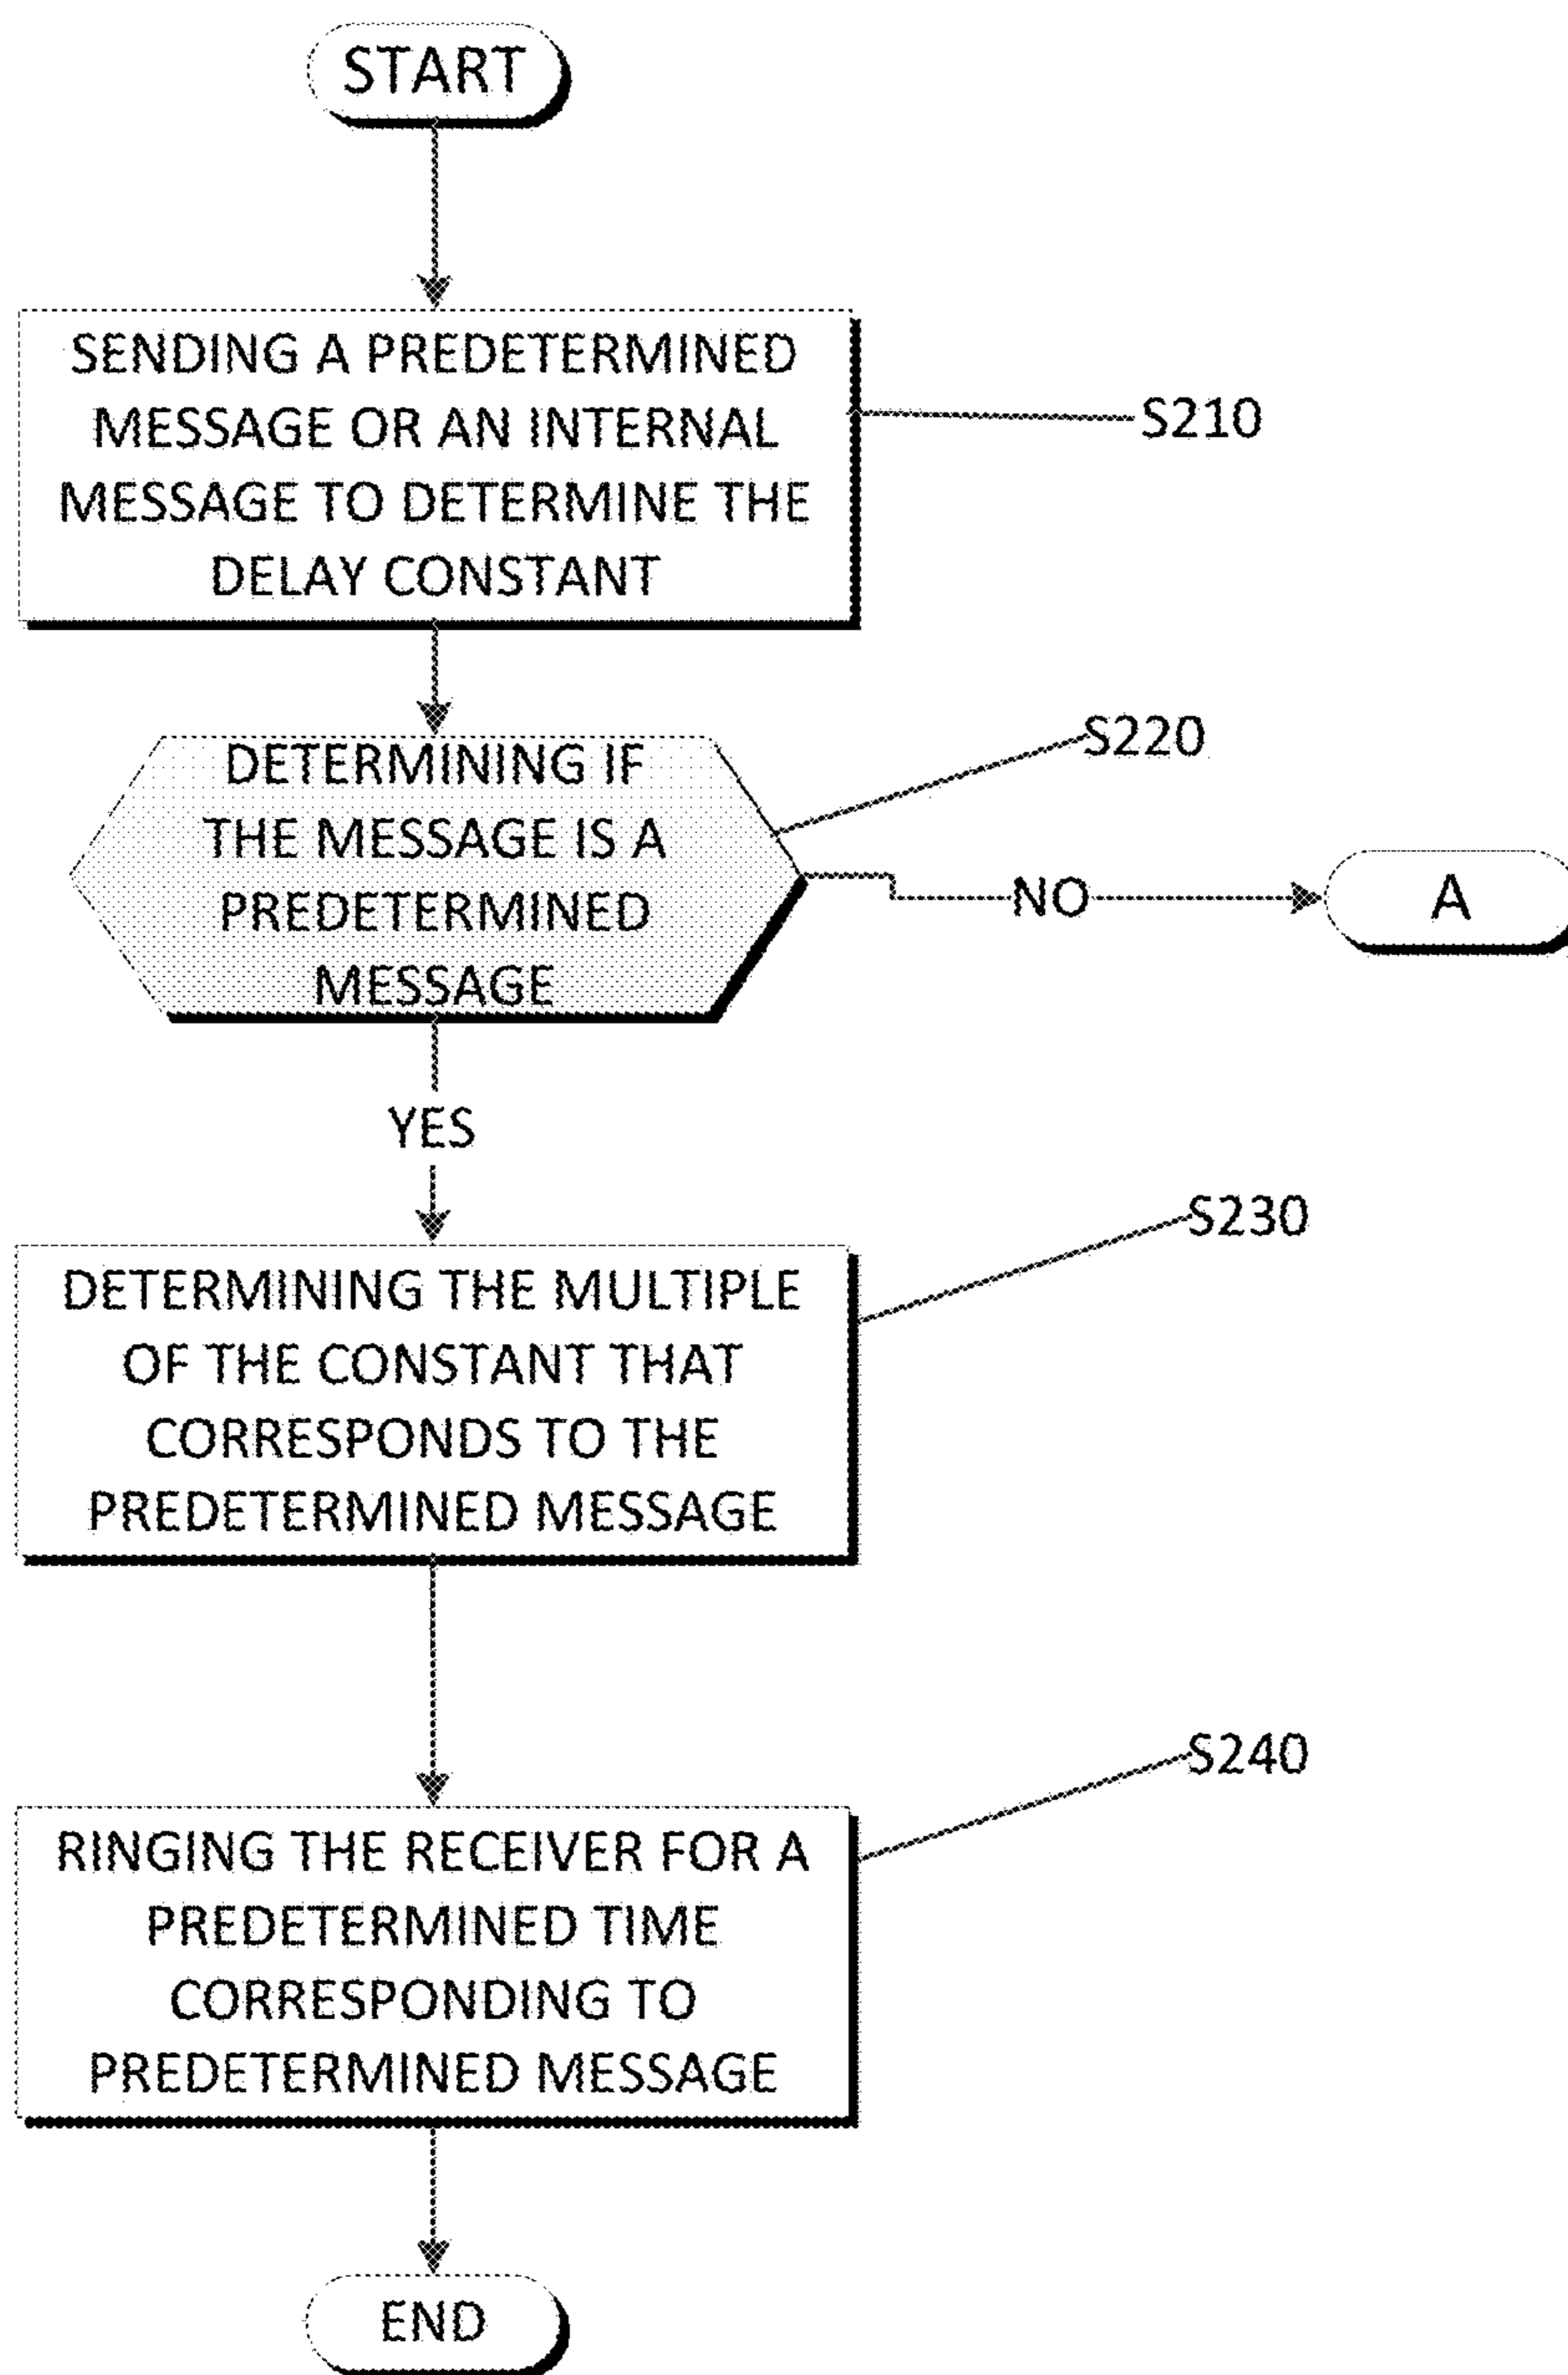 START
SENDING A PREDETERMINED
MESSAGE OR AN INTERNAL
MESSAGE TO DETERMINE THE
DELAY CONSTANT
S210
DETERMINING IF
THE MESSAGE IS A
PREDETERMINED
MESSAGE
S220
NO
A
YES
DETERMINING THE MULTIPLE
OF THE CONSTANT THAT
CORRESPONDS TO THE
PREDETERMINED MESSAGE
S230
RINGING THE RECEIVER FOR A
PREDETERMINED TIME
CORRESPONDING TO
PREDETERMINED MESSAGE
S240
END